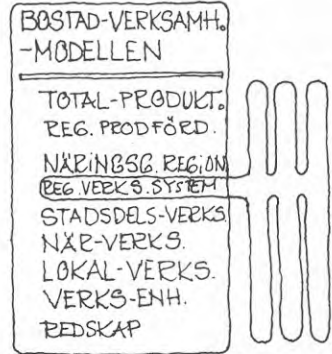 BOSTAD-VERKSAMH.
-MODELLEN
TOTAL-PRODUKT.
REG. PRODFÖRD.
NÄRINGSG. REGION
REG. VERKS. SYSTEM
STADSDELS-VERKS
NÄR-VERKS.
LOKAL-VERKS.
VERKS-ENH.
REDSKAP